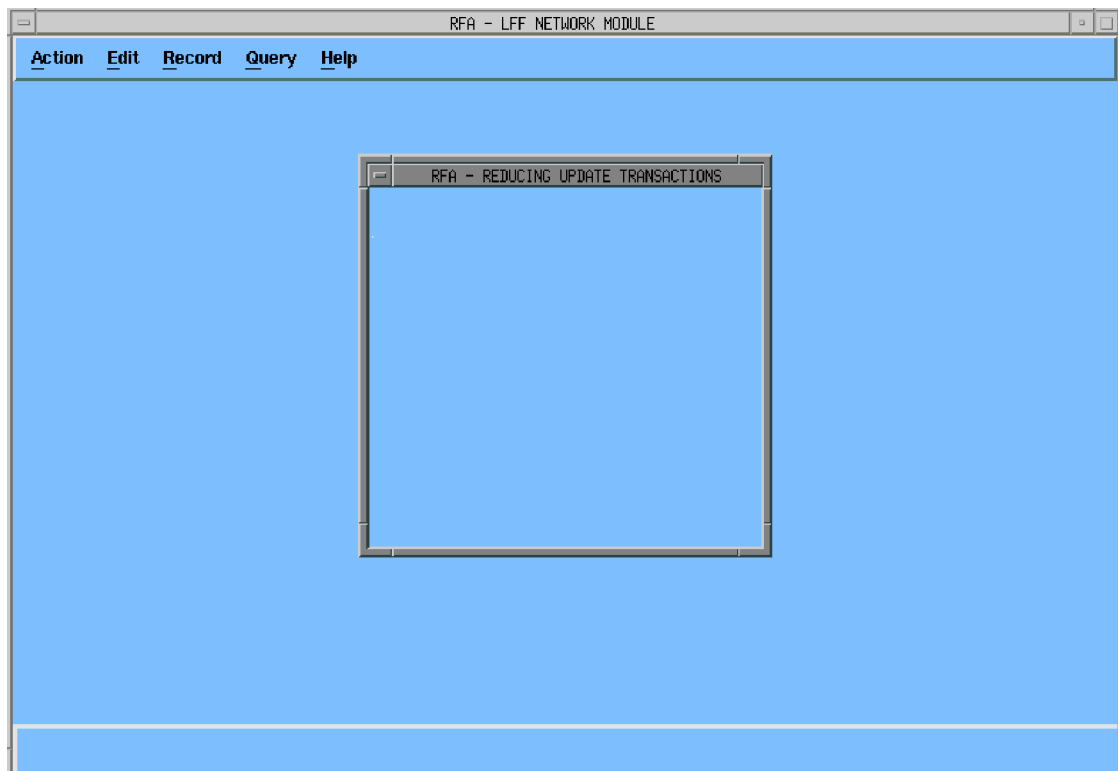 RFA - LFF NETWORK MODULE
Action Edit Record Query Help
RFA - REDUCING UPDATE TRANSACTIONS